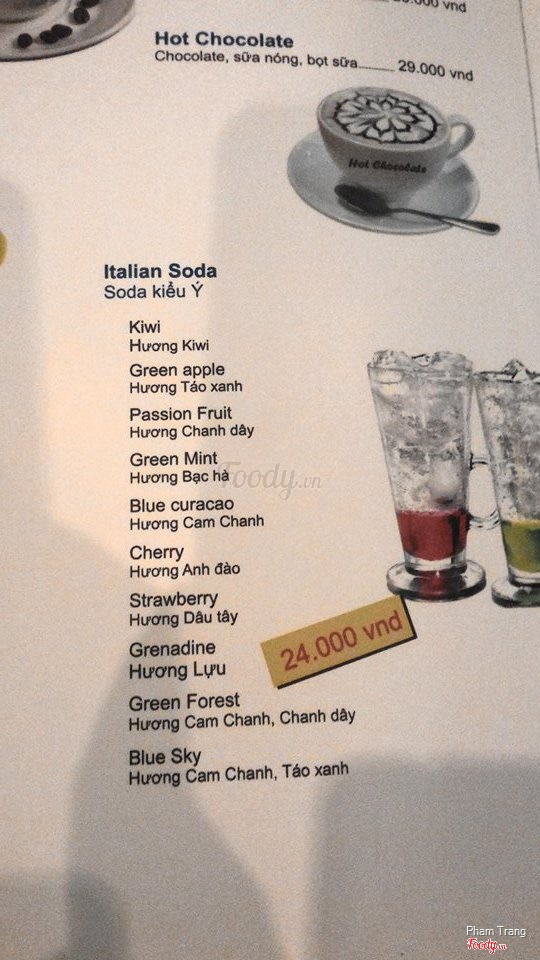 vnd
Hot Chocolate
Chocolate, sữa nóng, bọt sữa......... 29.000 vnd
Hot Chocolate
Italian Soda
Soda kiểu Ý
Kiwi
Hương Kiwi
Green apple
Hương Táo xanh
Passion Fruit
Hương Chanh dây
Green Mint
Hương Bạc hà
Foody.vn
Blue curacao
Hương Cam Chanh
Cherry
Hương Anh đào
Strawberry
Hương Dâu tây
Grenadine
Hương Lựu
24.000 vnd
Green Forest
Hương Cam Chanh, Chanh dây
Blue Sky
Hương Cam Chanh, Táo xanh
Pham Trang
Foody.vn